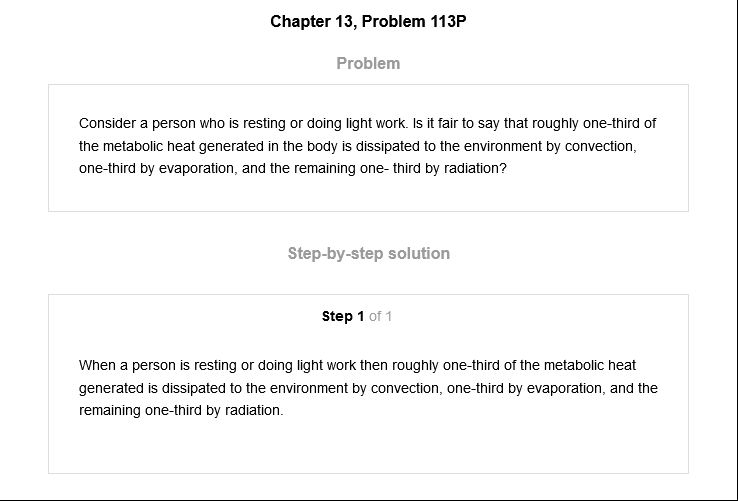 Chapter 13, Problem 113P
Problem
Consider a person who is resting or doing light work. Is it fair to say that roughly one-third of
the metabolic heat generated in the body is dissipated to the environment by convection,
one-third by evaporation, and the remaining one- third by radiation?
Step-by-step solution
Step 1 of 1
When a person is resting or doing light work then roughly one-third of the metabolic heat
generated is dissipated to the environment by convection, one-third by evaporation, and the
remaining one-third by radiation.